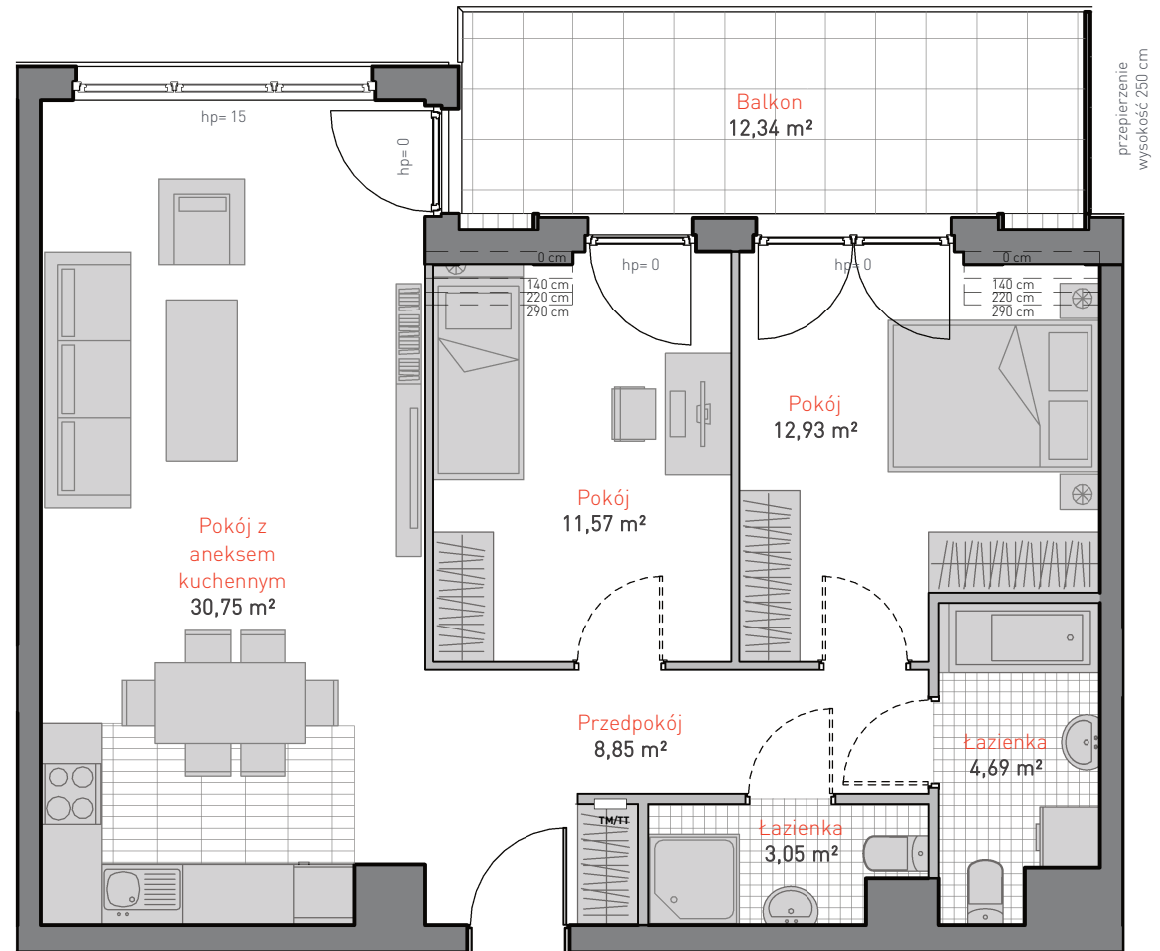 Balkon
12,34 m²
przepierzenie
wysokość 250 cm
hp= 15
hp= 0
0 cm
140 cm
220 cm
290 cm
hp= 0
hp= 0
0 cm
140 cm
220 cm
290 cm
Pokój
12,93 m²
Pokój
11,57 m²
Pokój z
aneksem
kuchennym
30,75 m²
Przedpokój
8,85 m²
Łazienka
4,69 m²
TM/TT
Łazienka
3,05 m²